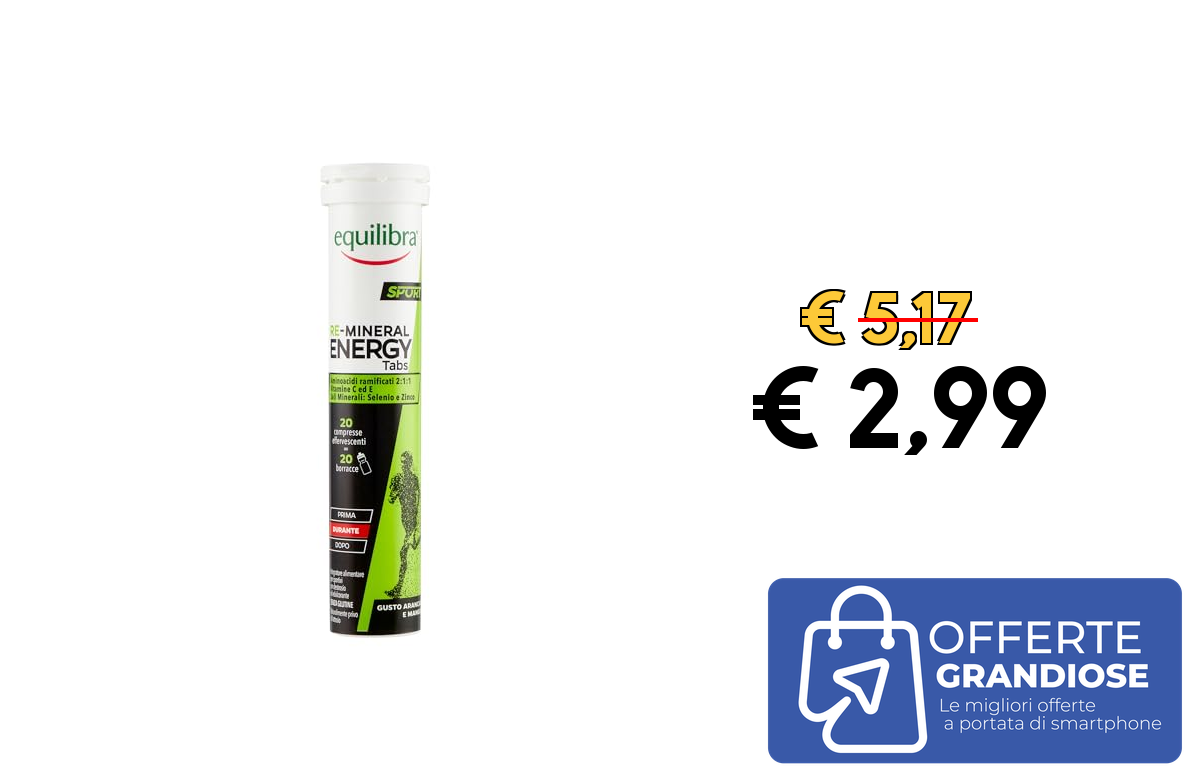 equilibra
SPORT
RE-MINERAL
ENERGY
Tabs
Aminoacidi ramificati 2:1:1
Vitamine C ed E
Sali Minerali: Selenio e Zinco
20
compresse
effervescenti
20
borracce
PRIMA
DURANTE
DOPO
GUSTO ARANCIA
E MANGO
€ 5,17
€ 2,99
OFFERTE
GRANDIOSE
Le migliori offerte
a portata di smartphone